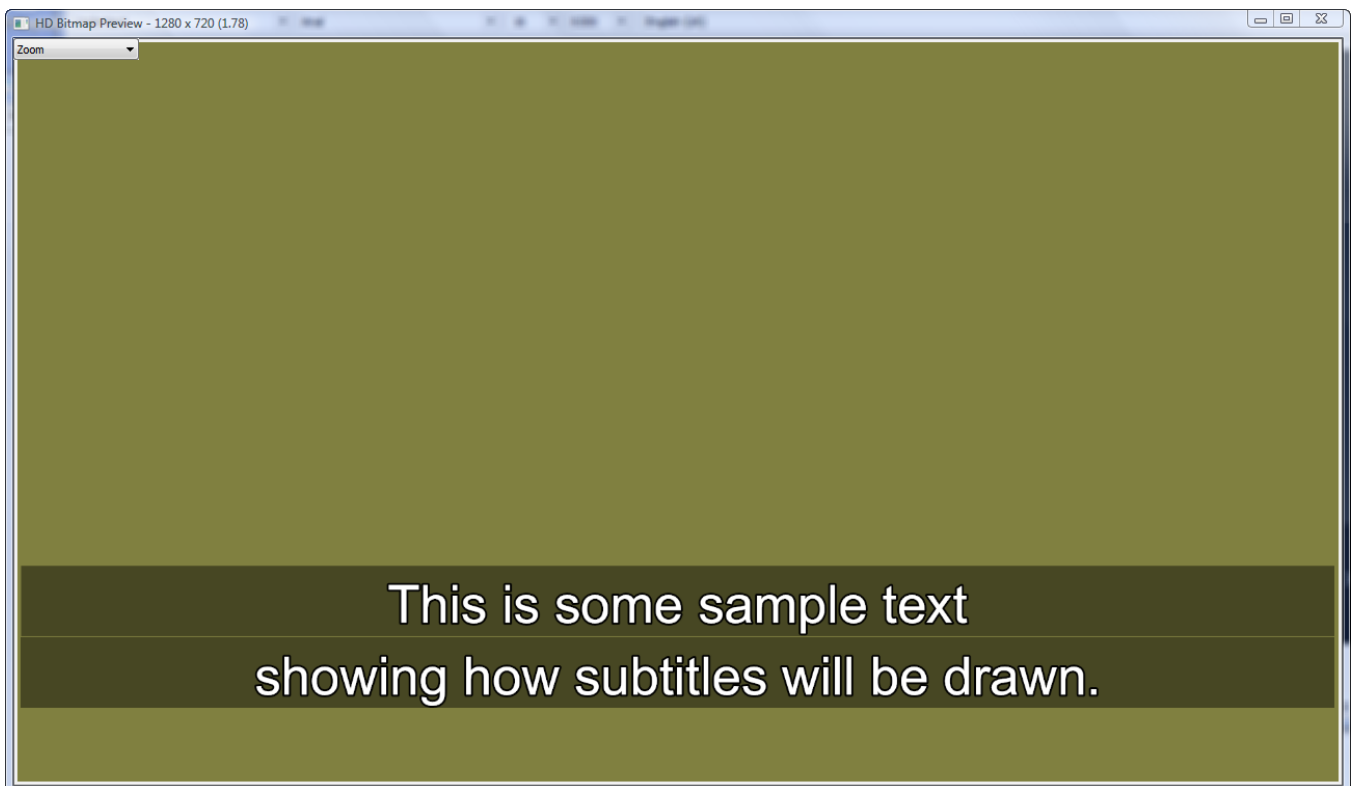 HD Bitmap Preview - 1280 x 720 (1.78)
Zoom
This is some sample text
showing how subtitles will be drawn.